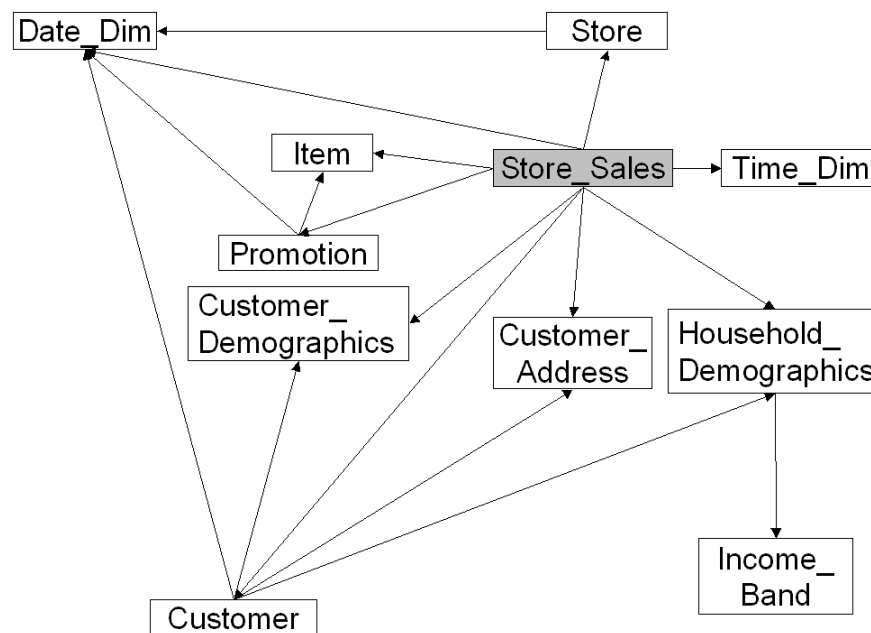 Date_Dim
Store
Item
Store_Sales
Time_Dim
Promotion
Customer_
Demographics
Customer_
Address
Household_
Demographics
Income_
Band
Customer